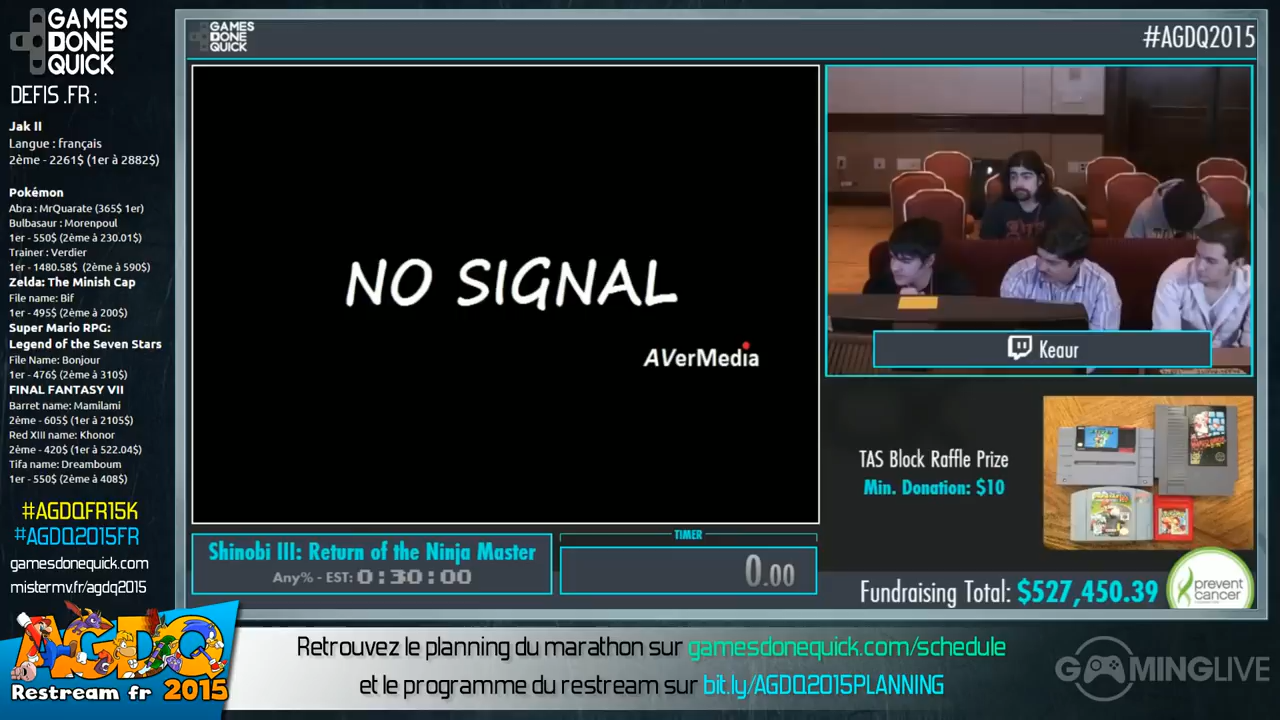 GAMES
DONE
QUICK
DEFIS .FR :
Jak II
Langue : français
2ème - 2261$ (1er à 2882$)
Pokémon
Abra : MrQuarate (365$ 1er)
Bulbasaur : Morenpoul
1er - 550$ (2ème à 230.01$)
Trainer : Verdier
1er - 1480.58$ (2ème à 590$)
Zelda: The Minish Cap
File name: Bif
1er - 495$ (2ème à 200$)
Super Mario RPG:
Legend of the Seven Stars
File Name: Bonjour
1er - 476$ (2ème à 310$)
FINAL FANTASY VII
Barret name: Mamilami
2ème - 605$ (1er à 2105$)
Red XIII name: Khonor
2ème - 420$ (1er à 522.04$)
Tifa name: Dreamboum
1er - 550$ (2ème à 408$)
#AGDQFR15K
#AGDQ2015FR
gamesdonequick.com
mistermv.fr/agdq2015
AGDQ
Restream fr 2015
GAMES
DONE
QUICK
#AGDQ2015
NO SIGNAL
AVerMedia
Keaur
TAS Block Raffle Prize
Min. Donation: $10
Shinobi III: Return of the Ninja Master
Any% - EST: 0:30:00
TIMER
0.00
Fundraising Total: $527,450.39
prevent
cancer
Retrouvez le planning du marathon sur gamesdonequick.com/schedule
et le programme du restream sur bit.ly/AGDQ2015PLANNING
GAMINGLIVE